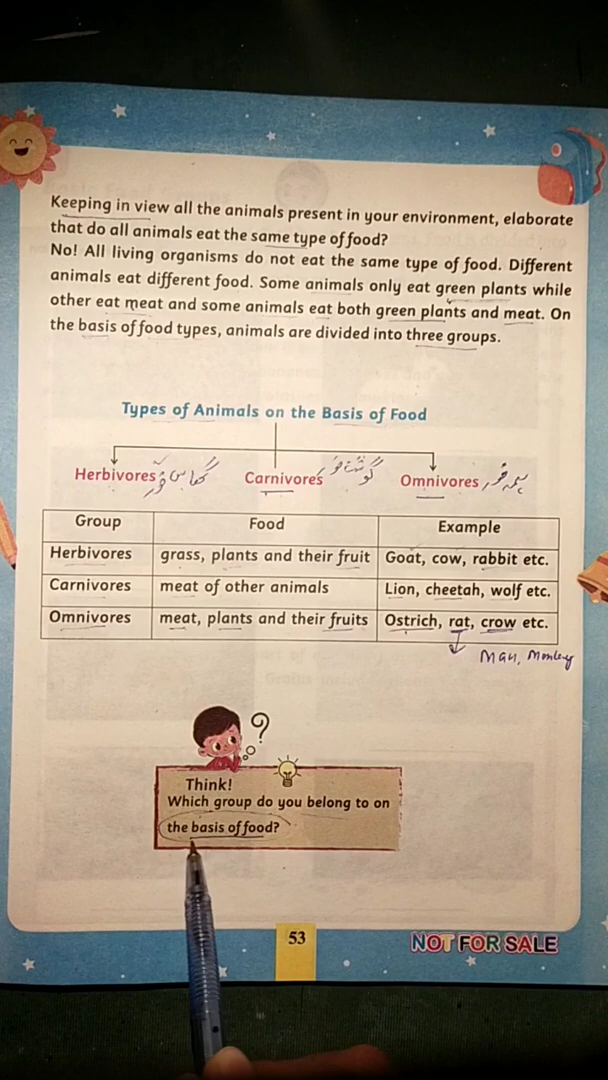 Keeping in view all the animals present in your environment, elaborate
that do all animals eat the same type of food?
No! All living organisms do not eat the same type of food. Different
animals eat different food. Some animals only eat green plants while
other eat meat and some animals eat both green plants and meat. On
the basis of food types, animals are divided into three groups.
Types of Animals on the Basis of Food
Herbivores گھاس خور Carnivores گوشت خور Omnivores ہمہ خور
Group Food Example
Herbivores grass, plants and their fruit Goat, cow, rabbit etc.
Carnivores meat of other animals Lion, cheetah, wolf etc.
Omnivores meat, plants and their fruits Ostrich, rat, crow etc.
Man, Monkey
?
Think!
Which group do you belong to on
the basis of food?
53
NOT FOR SALE